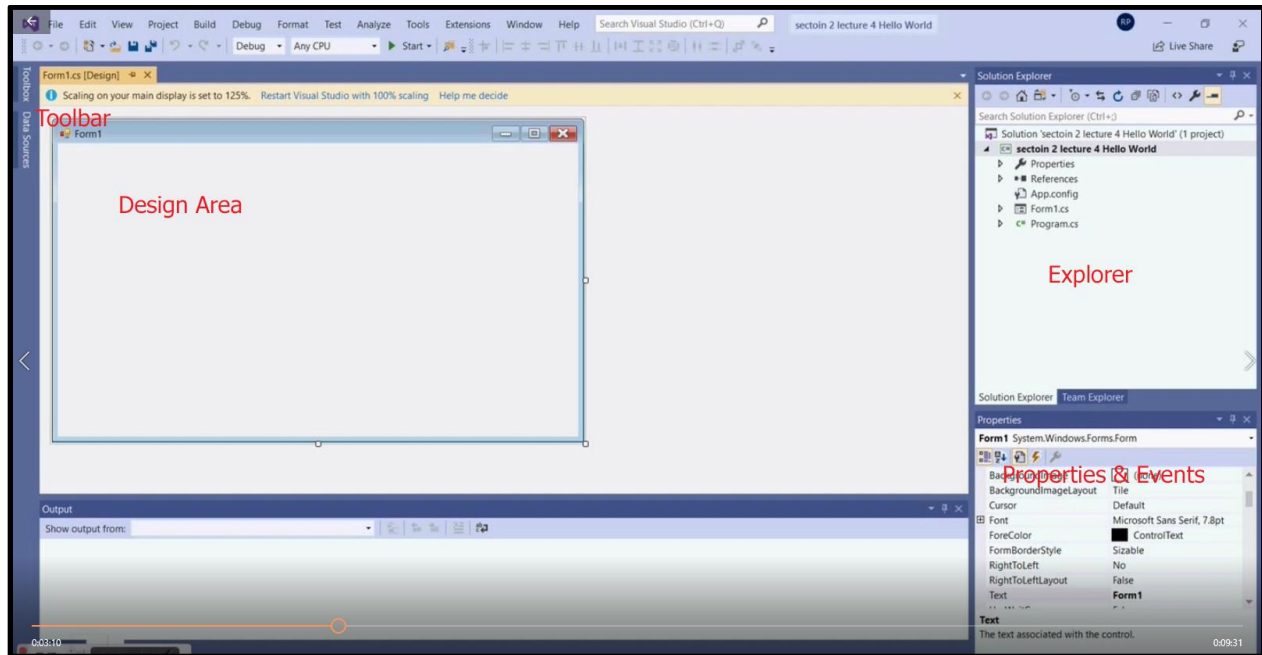 File Edit View Project Build Debug Format Test Analyze Tools Extensions Window Help Search Visual Studio (Ctrl+Q) sectoin 2 lecture 4 Hello World RP
Debug Any CPU Start Live Share
Toolbox
Data Sources
Form1.cs [Design]
Scaling on your main display is set to 125%. Restart Visual Studio with 100% scaling Help me decide
Toolbar
Form1
Design Area
Solution Explorer
Search Solution Explorer (Ctrl+;)
Solution 'sectoin 2 lecture 4 Hello World' (1 project)
sectoin 2 lecture 4 Hello World
Properties
References
App.config
Form1.cs
C# Program.cs
Explorer
Solution Explorer Team Explorer
Properties
Form1 System.Windows.Forms.Form
Properties & Events
BackgroundImage (none)
BackgroundImageLayout Tile
Cursor Default
Font Microsoft Sans Serif, 7.8pt
ForeColor ControlText
FormBorderStyle Sizable
RightToLeft No
RightToLeftLayout False
Text Form1
Text
The text associated with the control.
Output
Show output from:
0:03:10 0:09:31